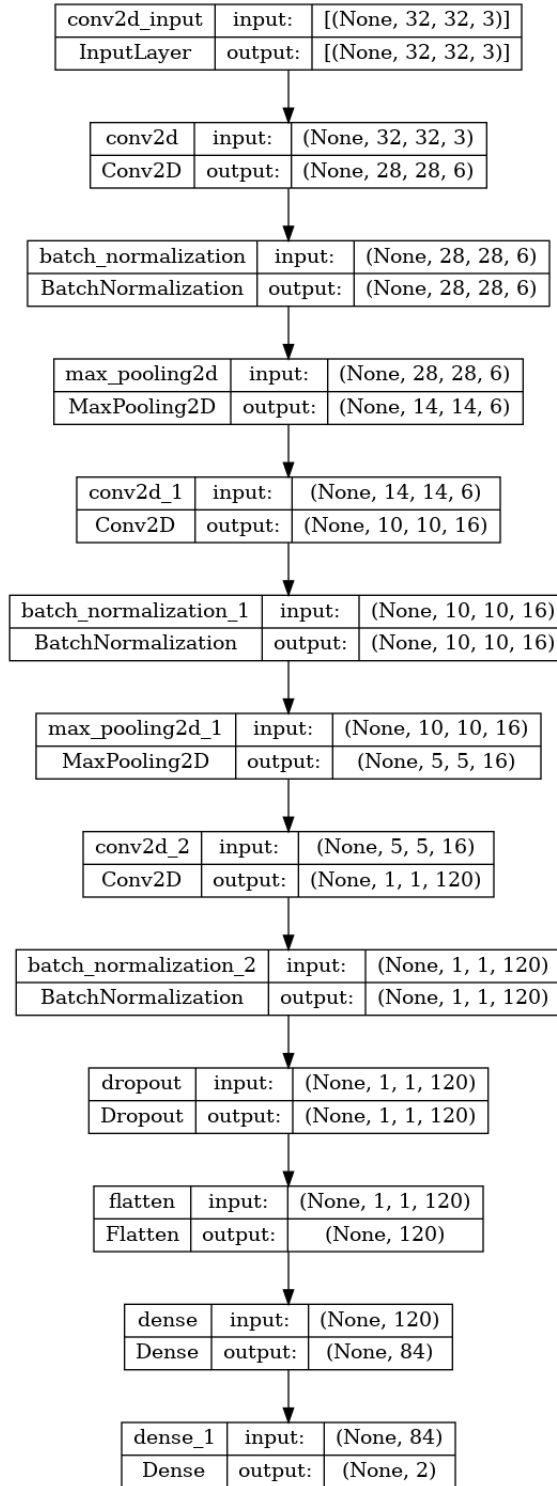 conv2d_input input: [(None, 32, 32, 3)]
InputLayer output: [(None, 32, 32, 3)]
conv2d input: (None, 32, 32, 3)
Conv2D output: (None, 28, 28, 6)
batch_normalization input: (None, 28, 28, 6)
BatchNormalization output: (None, 28, 28, 6)
max_pooling2d input: (None, 28, 28, 6)
MaxPooling2D output: (None, 14, 14, 6)
conv2d_1 input: (None, 14, 14, 6)
Conv2D output: (None, 10, 10, 16)
batch_normalization_1 input: (None, 10, 10, 16)
BatchNormalization output: (None, 10, 10, 16)
max_pooling2d_1 input: (None, 10, 10, 16)
MaxPooling2D output: (None, 5, 5, 16)
conv2d_2 input: (None, 5, 5, 16)
Conv2D output: (None, 1, 1, 120)
batch_normalization_2 input: (None, 1, 1, 120)
BatchNormalization output: (None, 1, 1, 120)
dropout input: (None, 1, 1, 120)
Dropout output: (None, 1, 1, 120)
flatten input: (None, 1, 1, 120)
Flatten output: (None, 120)
dense input: (None, 120)
Dense output: (None, 84)
dense_1 input: (None, 84)
Dense output: (None, 2)